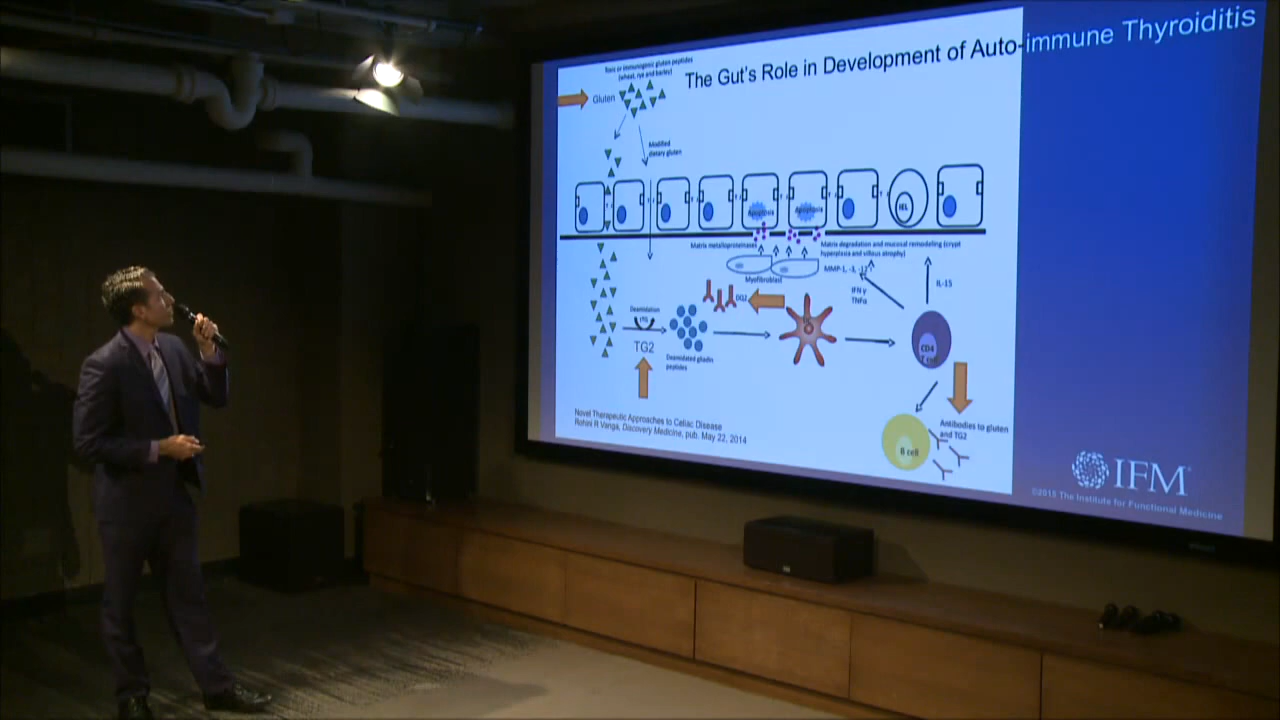 The Gut's Role in Development of Auto-immune Thyroiditis
Toxic or immunogenic gluten peptides
(wheat, rye and barley)
Gluten
Modified
dietary gluten
Apoptosis
Apoptosis
IEL
Matrix metalloproteinases
Matrix degradation and mucosal remodeling (crypt
hyperplasia and villous atrophy)
Myofibroblast
MMP-1, -3, -12
IFN γ
TNFα
IL-15
DQ2
Deamidation
tTG
TG2
Deamidated gliadin
peptides
CD4
T cell
Antibodies to gluten
and TG2
B cell
Novel Therapeutic Approaches to Celiac Disease
Rohini R Vanga, Discovery Medicine, pub. May 22, 2014
IFM
©2015 The Institute for Functional Medicine